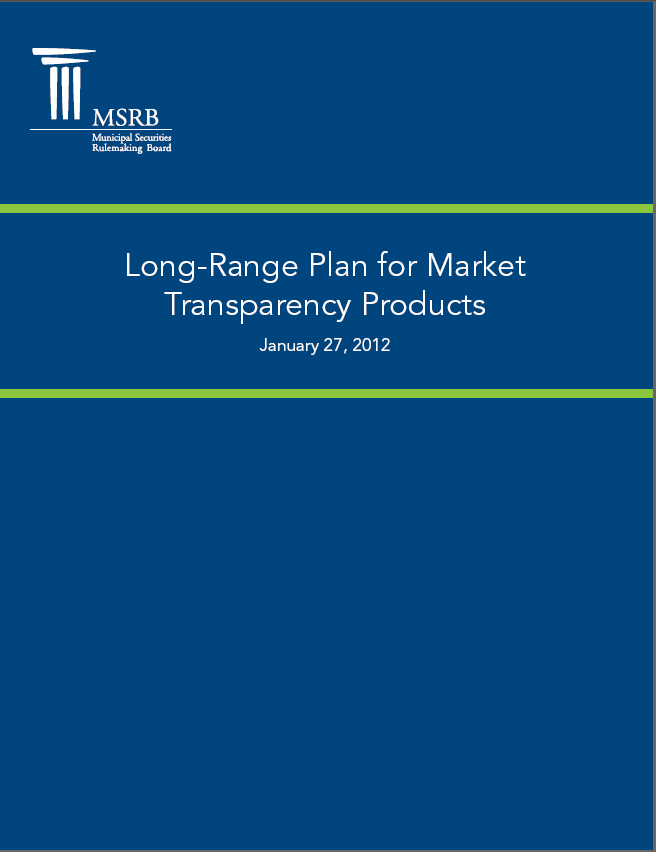 MSRB
Municipal Securities
Rulemaking Board
Long-Range Plan for Market
Transparency Products
January 27, 2012